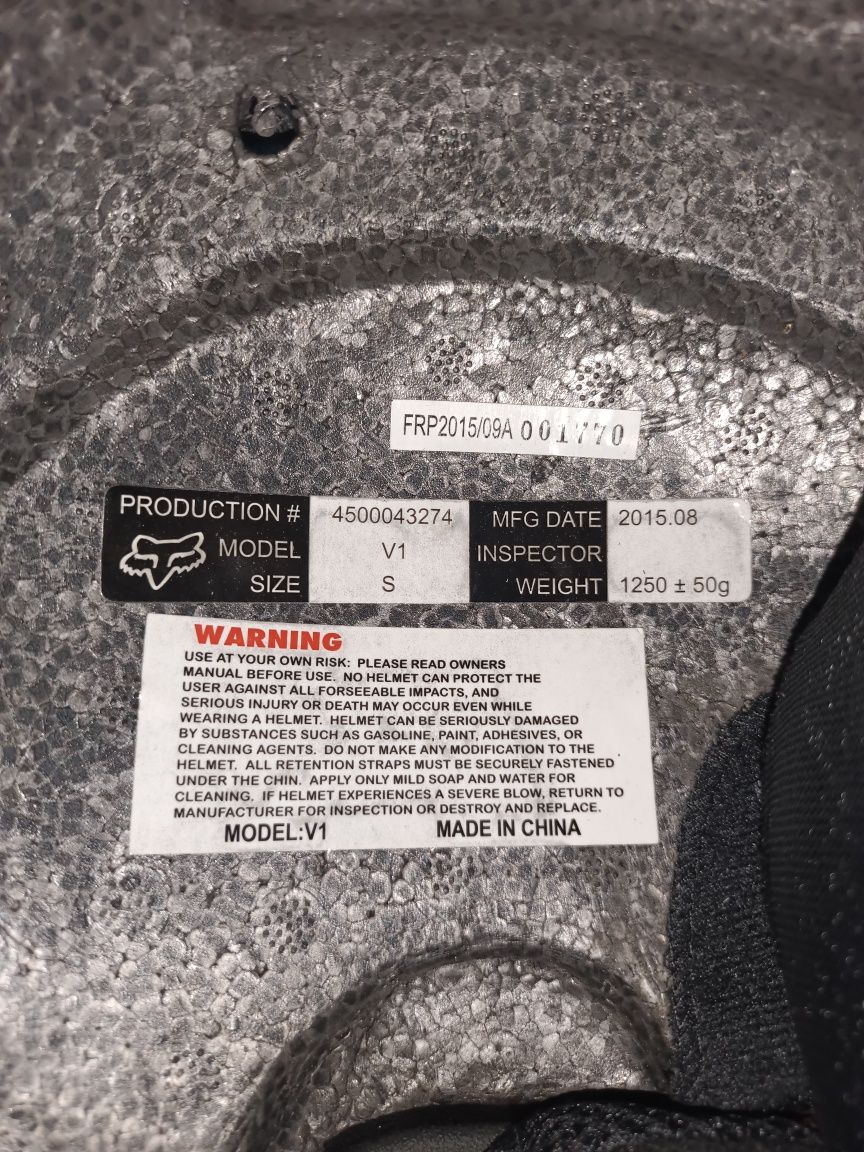 FRP2015/09A 001770
PRODUCTION # 4500043274 MFG DATE 2015.08
MODEL V1 INSPECTOR
SIZE S WEIGHT 1250 ± 50g
WARNING
USE AT YOUR OWN RISK: PLEASE READ OWNERS
MANUAL BEFORE USE. NO HELMET CAN PROTECT THE
USER AGAINST ALL FORSEEABLE IMPACTS, AND
SERIOUS INJURY OR DEATH MAY OCCUR EVEN WHILE
WEARING A HELMET. HELMET CAN BE SERIOUSLY DAMAGED
BY SUBSTANCES SUCH AS GASOLINE, PAINT, ADHESIVES, OR
CLEANING AGENTS. DO NOT MAKE ANY MODIFICATION TO THE
HELMET. ALL RETENTION STRAPS MUST BE SECURELY FASTENED
UNDER THE CHIN. APPLY ONLY MILD SOAP AND WATER FOR
CLEANING. IF HELMET EXPERIENCES A SEVERE BLOW, RETURN TO
MANUFACTURER FOR INSPECTION OR DESTROY AND REPLACE.
MODEL:V1 MADE IN CHINA